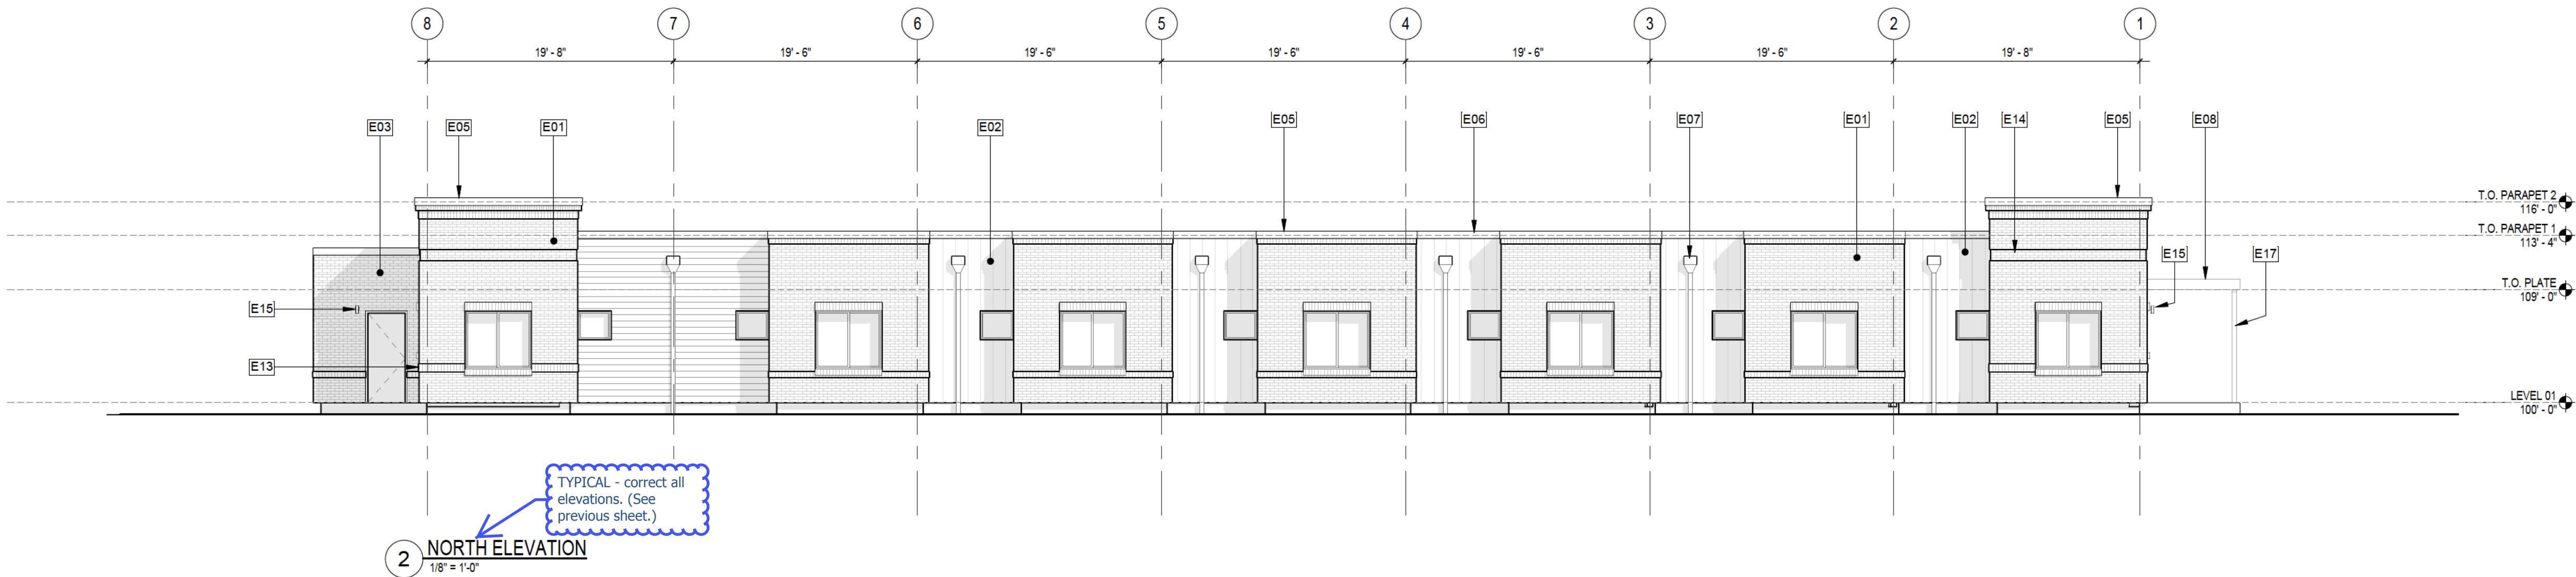 8 7 6 5 4 3 2 1
19' - 8" 19' - 6" 19' - 6" 19' - 6" 19' - 6" 19' - 6" 19' - 8"
E03 E05 E01 E02 E05 E06 E07 E01 E02 E14 E05 E08
T.O. PARAPET 2
116' - 0"
T.O. PARAPET 1
113' - 4"
E15 E17
T.O. PLATE
109' - 0"
E15
E13
LEVEL 01
100' - 0"
TYPICAL - correct all
elevations. (See
previous sheet.)
2 NORTH ELEVATION
1/8" = 1'-0"